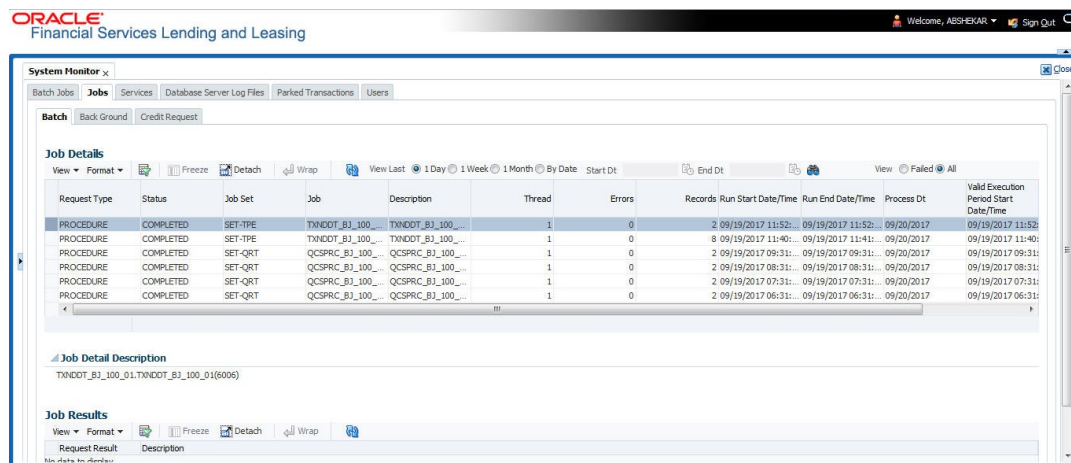 ORACLE®
Welcome, ABSHEKAR Sign Out
Financial Services Lending and Leasing
System Monitor x Close
Batch Jobs Jobs Services Database Server Log Files Parked Transactions Users
Batch Back Ground Credit Request
Job Details
View Format Freeze Detach Wrap View Last 1 Day 1 Week 1 Month By Date Start Dt End Dt View Failed All
Request Type Status Job Set Job Description Thread Errors Records Run Start Date/Time Run End Date/Time Process Dt Valid Execution Period Start Date/Time
PROCEDURE COMPLETED SET-TPE TXNDDT_BJ_100_... TXNDDT_BJ_100_... 1 0 2 09/19/2017 11:52:... 09/19/2017 11:52:... 09/20/2017 09/19/2017 11:52:
PROCEDURE COMPLETED SET-TPE TXNDDT_BJ_100_... TXNDDT_BJ_100_... 1 0 8 09/19/2017 11:40:... 09/19/2017 11:41:... 09/20/2017 09/19/2017 11:40:
PROCEDURE COMPLETED SET-QRT QCSPRC_BJ_100_... QCSPRC_BJ_100_... 1 0 2 09/19/2017 09:31:... 09/19/2017 09:31:... 09/20/2017 09/19/2017 09:31:
PROCEDURE COMPLETED SET-QRT QCSPRC_BJ_100_... QCSPRC_BJ_100_... 1 0 2 09/19/2017 08:31:... 09/19/2017 08:31:... 09/20/2017 09/19/2017 08:31:
PROCEDURE COMPLETED SET-QRT QCSPRC_BJ_100_... QCSPRC_BJ_100_... 1 0 2 09/19/2017 07:31:... 09/19/2017 07:31:... 09/20/2017 09/19/2017 07:31:
PROCEDURE COMPLETED SET-QRT QCSPRC_BJ_100_... QCSPRC_BJ_100_... 1 0 2 09/19/2017 06:31:... 09/19/2017 06:31:... 09/20/2017 09/19/2017 06:31:
Job Detail Description
TXNDDT_BJ_100_01.TXNDDT_BJ_100_01(6006)
Job Results
View Format Freeze Detach Wrap
Request Result Description
No data to display